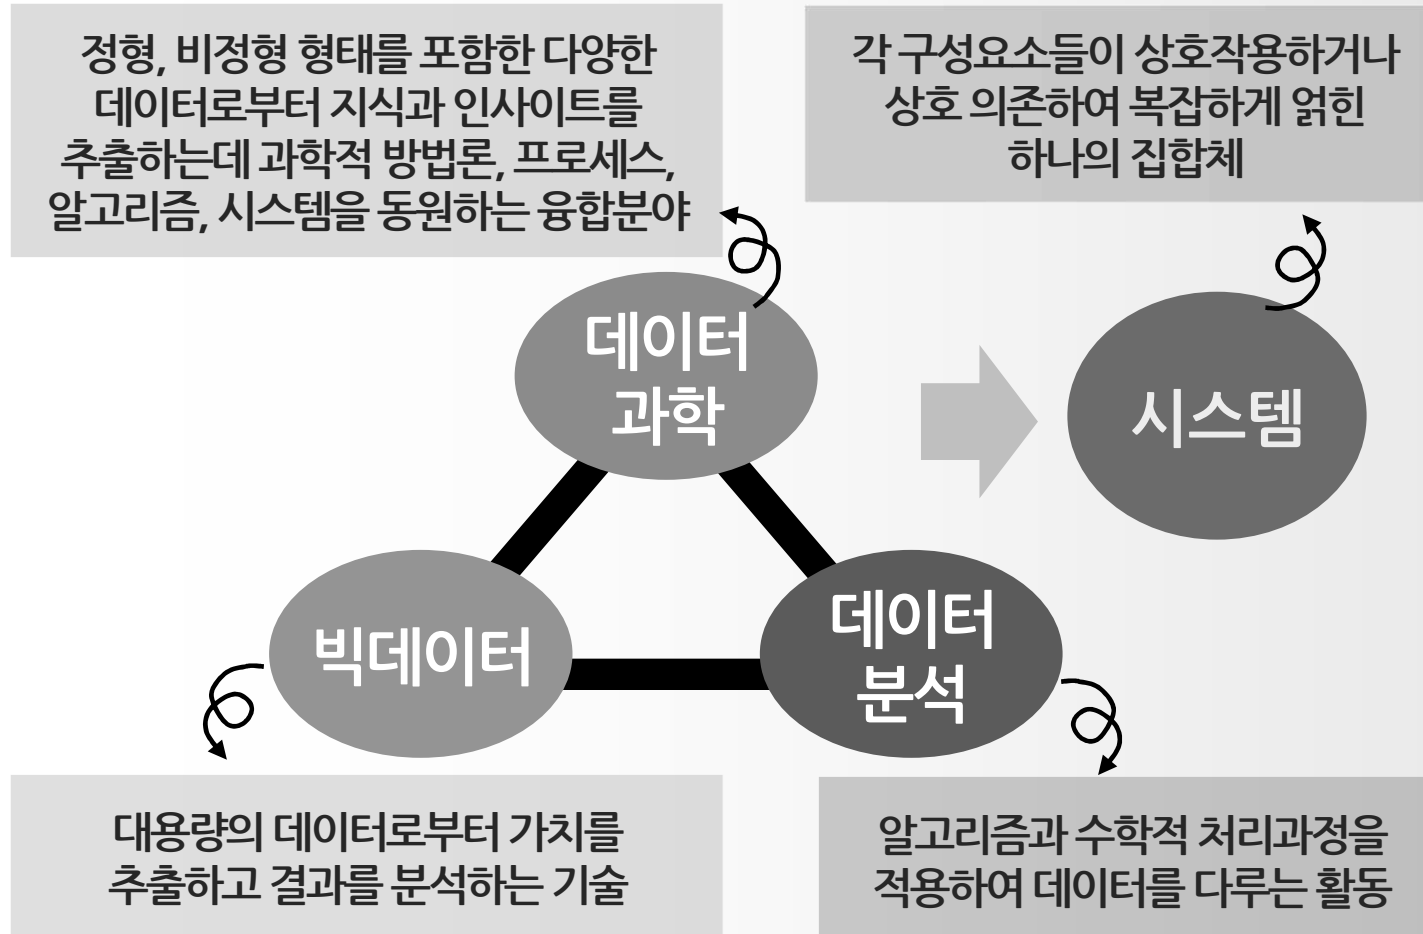 정형, 비정형 형태를 포함한 다양한
데이터로부터 지식과 인사이트를
추출하는데 과학적 방법론, 프로세스,
알고리즘, 시스템을 동원하는 융합분야
각 구성요소들이 상호작용하거나
상호 의존하여 복잡하게 얽힌
하나의 집합체
데이터
과학
시스템
빅데이터
데이터
분석
대용량의 데이터로부터 가치를
추출하고 결과를 분석하는 기술
알고리즘과 수학적 처리과정을
적용하여 데이터를 다루는 활동